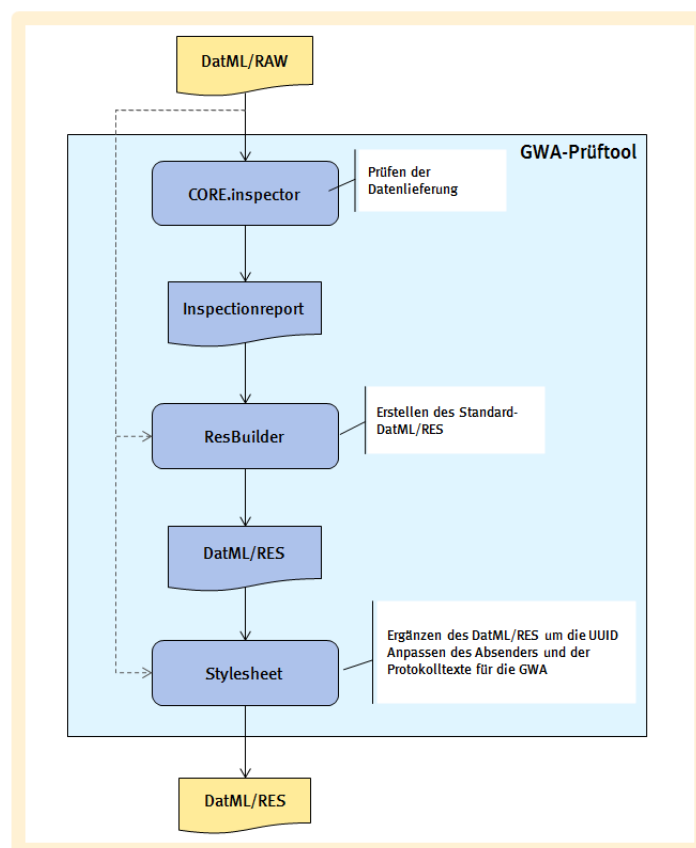 DatML/RAW
GWA-Prüftool
CORE.inspector
Prüfen der
Datenlieferung
Inspectionreport
ResBuilder
Erstellen des Standard-
DatML/RES
DatML/RES
Stylesheet
Ergänzen des DatML/RES um die UUID
Anpassen des Absenders und der
Protokolltexte für die GWA
DatML/RES